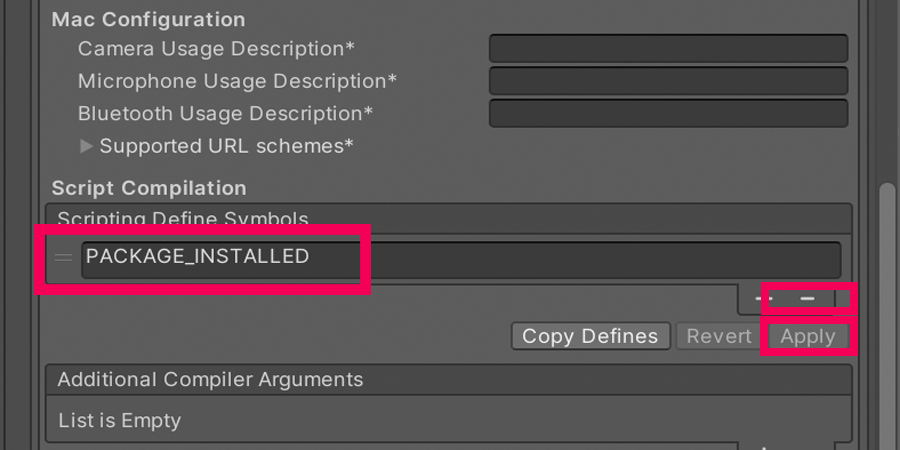 Mac Configuration
Camera Usage Description*
Microphone Usage Description*
Bluetooth Usage Description*
Supported URL schemes*
Script Compilation
Scripting Define Symbols
PACKAGE_INSTALLED
+ −
Copy Defines Revert Apply
Additional Compiler Arguments
List is Empty